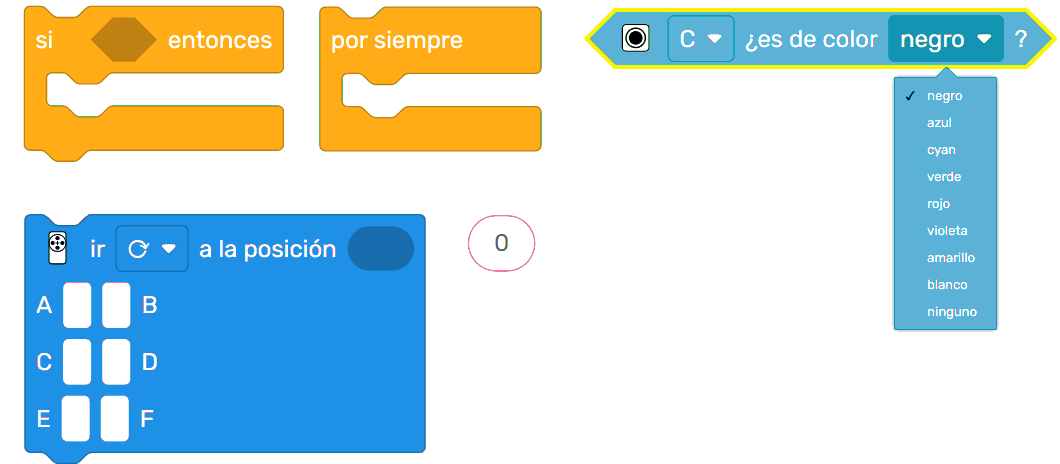 si entonces
por siempre
C ¿es de color negro ?
✓ negro
azul
cyan
verde
rojo
violeta
amarillo
blanco
ninguno
ir a la posición
0
A B
C D
E F